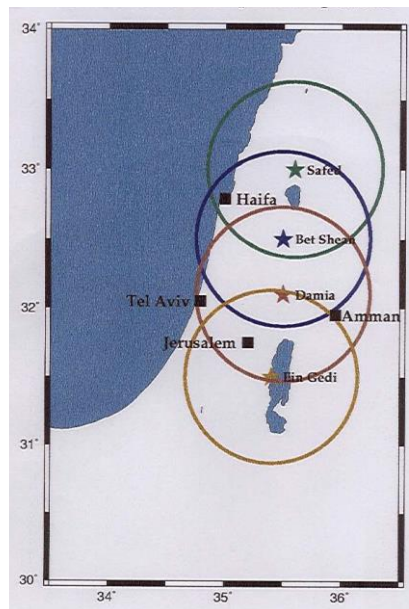 34°
33°
32°
31°
30°
34°
35°
36°
Safed
Haifa
Bet Shean
Damia
Tel Aviv
Amman
Jerusalem
Ein Gedi